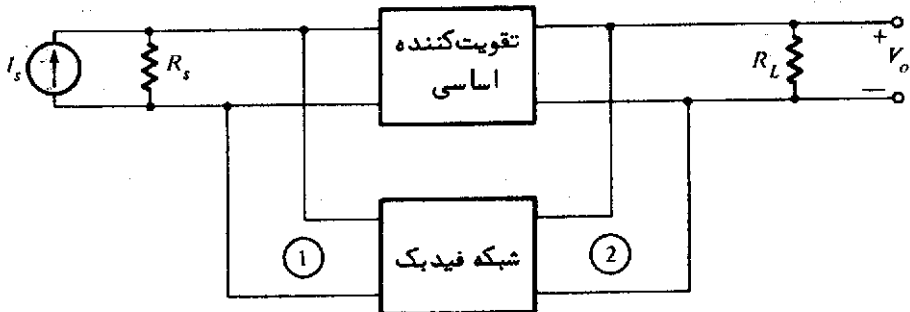 تقویت‌کننده
اساسی
I_s
R_s
R_L
+
V_o
−
شبکه فیدبک
1
2